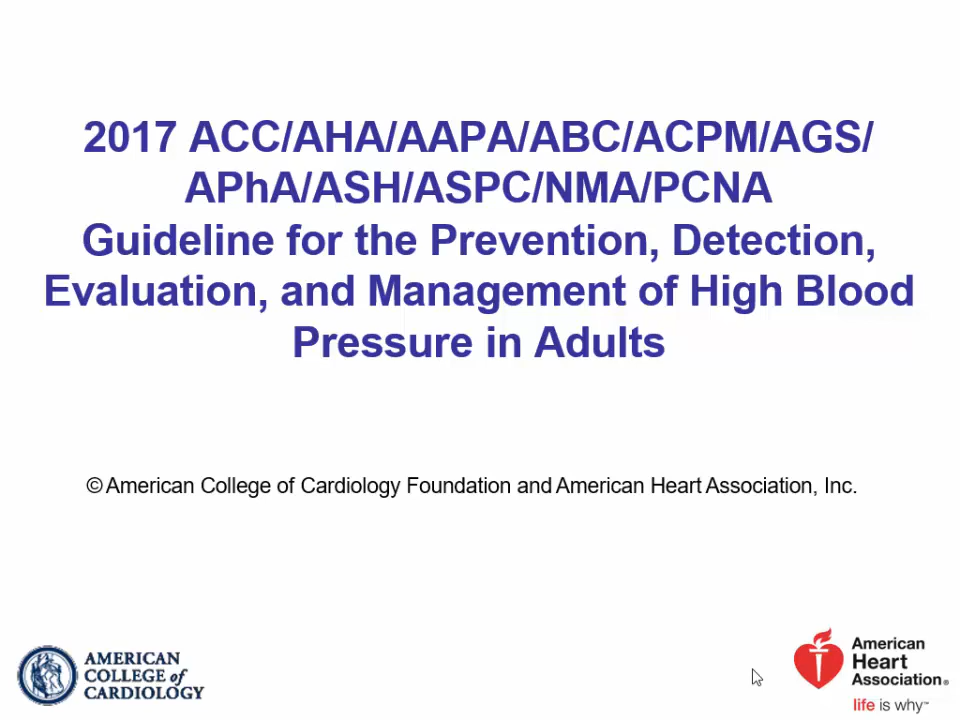 2017 ACC/AHA/AAPA/ABC/ACPM/AGS/
APhA/ASH/ASPC/NMA/PCNA
Guideline for the Prevention, Detection,
Evaluation, and Management of High Blood
Pressure in Adults
© American College of Cardiology Foundation and American Heart Association, Inc.
AMERICAN
COLLEGE of
CARDIOLOGY
American
Heart
Association®
life is why™